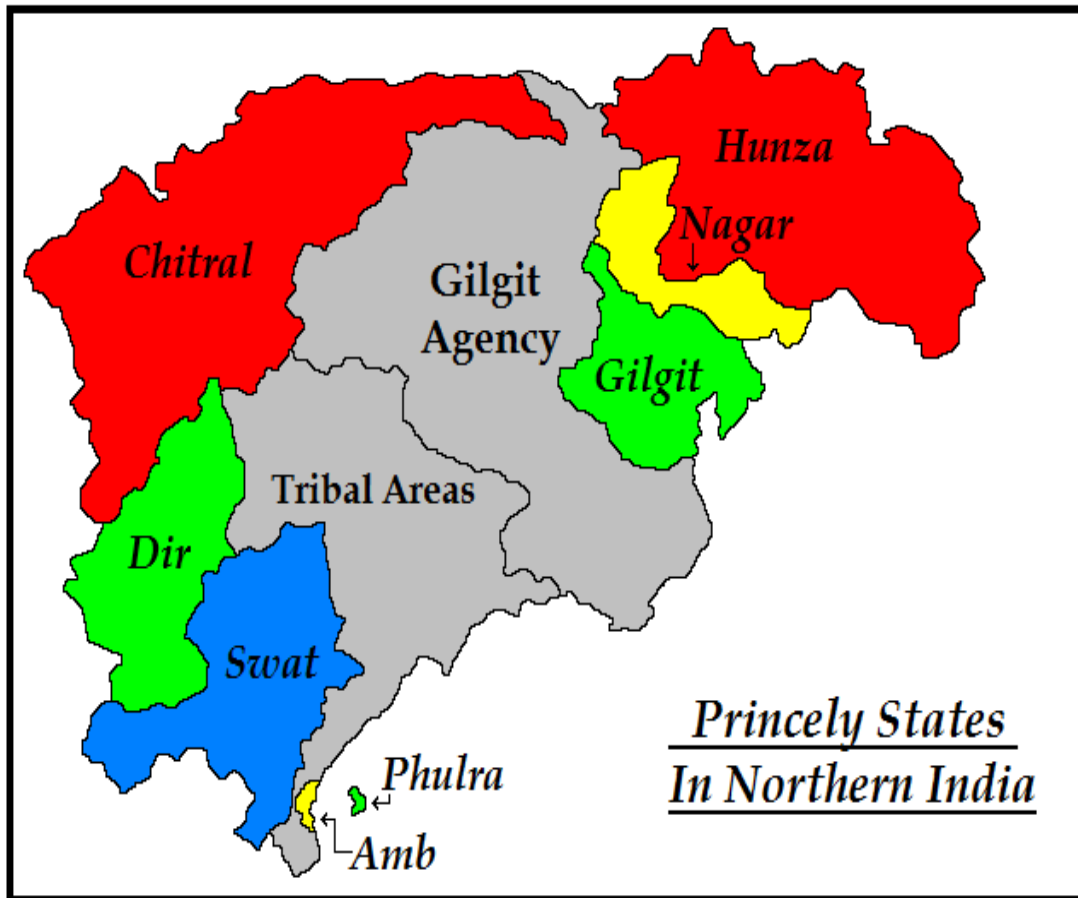 Hunza
Nagar
Chitral
Gilgit
Agency
Gilgit
Tribal Areas
Dir
Swat
Princely States
In Northern India
Phulra
Amb